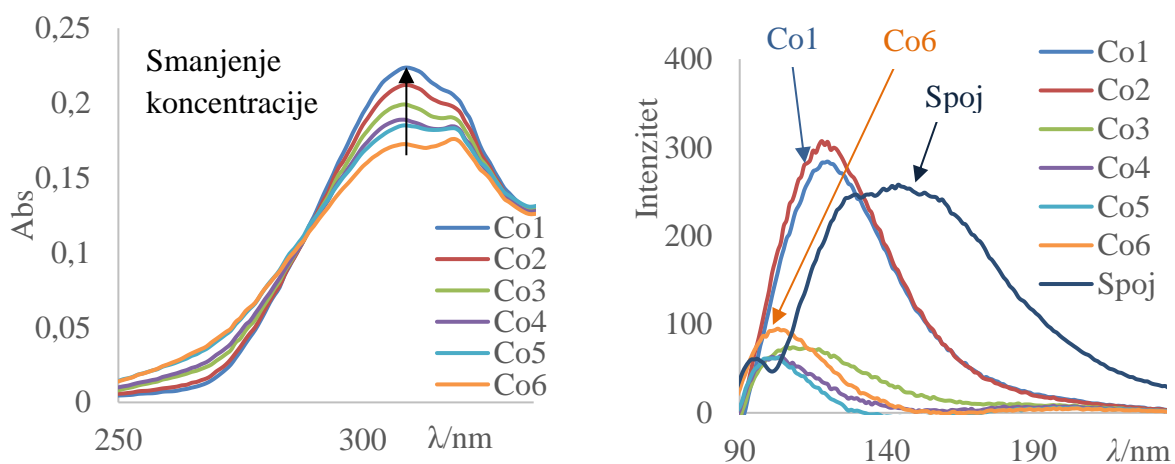 0,25
0,2
0,15
0,1
0,05
0
Abs
Smanjenje
koncentracije
Co1
Co2
Co3
Co4
Co5
Co6
250
300
λ/nm
400
300
200
100
0
Intenzitet
Co1
Co6
Spoj
Co1
Co2
Co3
Co4
Co5
Co6
Spoj
90
140
190
λ/nm